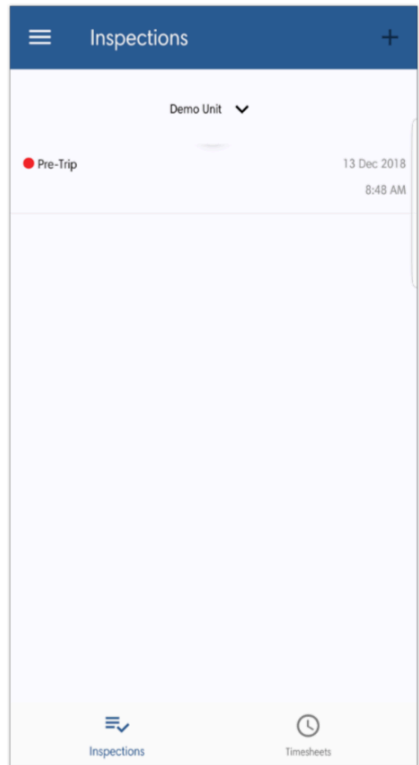 Inspections
Demo Unit
Pre-Trip 13 Dec 2018
8:48 AM
Inspections Timesheets